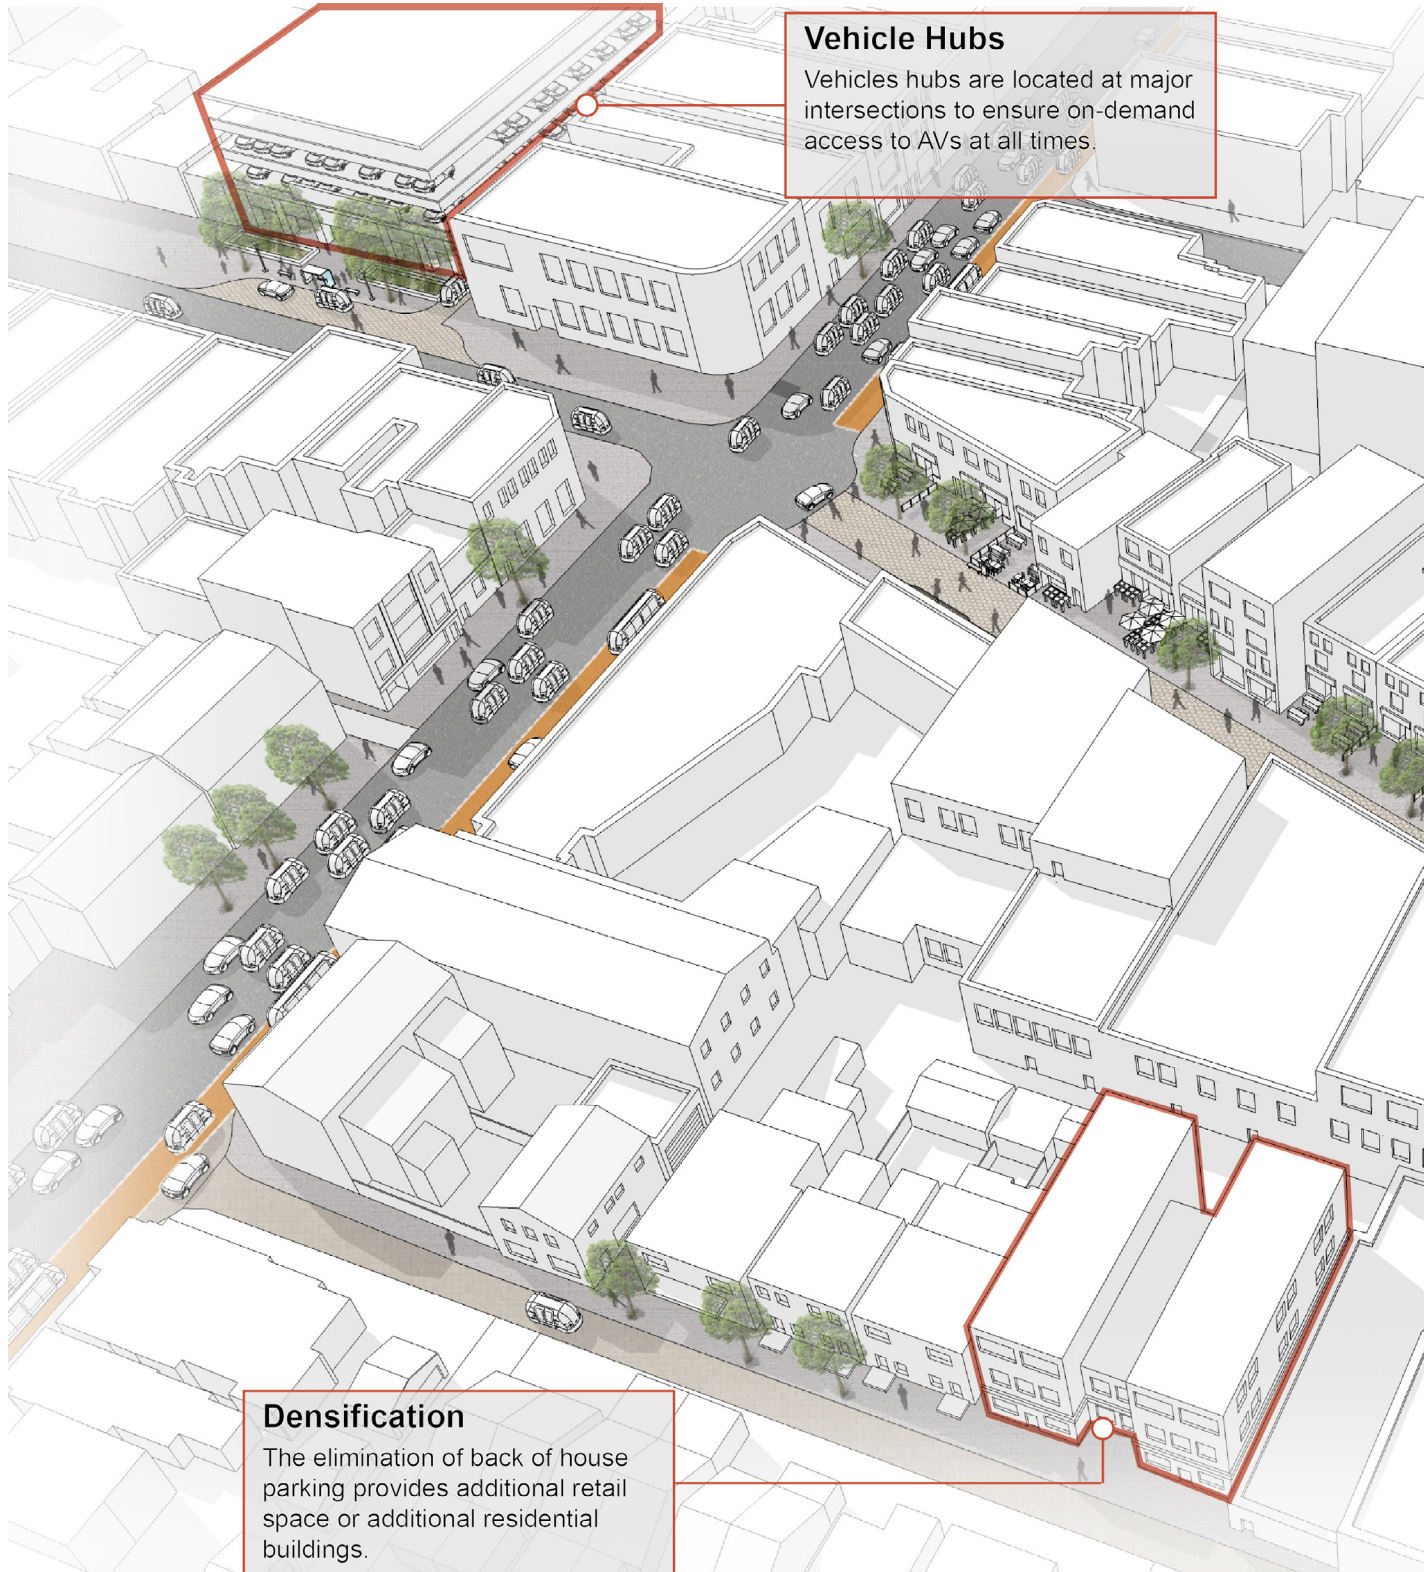 Vehicle Hubs
Vehicles hubs are located at major
intersections to ensure on-demand
access to AVs at all times.
Densification
The elimination of back of house
parking provides additional retail
space or additional residential
buildings.